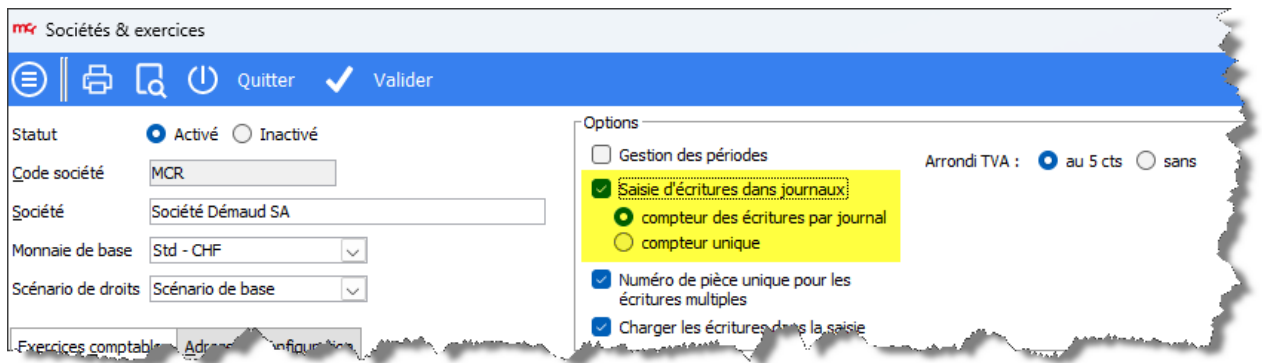 mcr Sociétés & exercices
Quitter Valider
Statut Activé Inactivé
Code société MCR
Société Société Démaud SA
Monnaie de base Std - CHF
Scénario de droits Scénario de base
Exercices comptable
Options
Gestion des périodes
Saisie d'écritures dans journaux
compteur des écritures par journal
compteur unique
Numéro de pièce unique pour les
écritures multiples
Charger les écritures dans la saisie
Arrondi TVA : au 5 cts sans